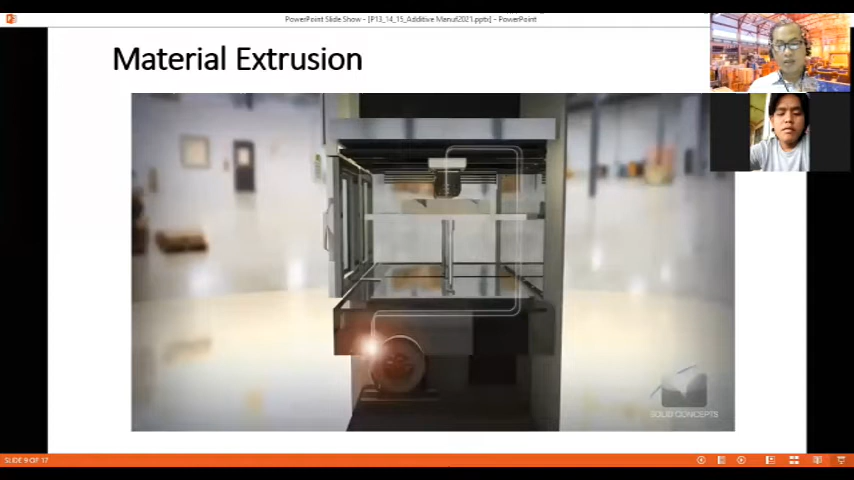 PowerPoint Slide Show - [P13_14_15_Additive Manuf2021.pptx] - PowerPoint
Material Extrusion
SOLID CONCEPTS
SLIDE 9 OF 17